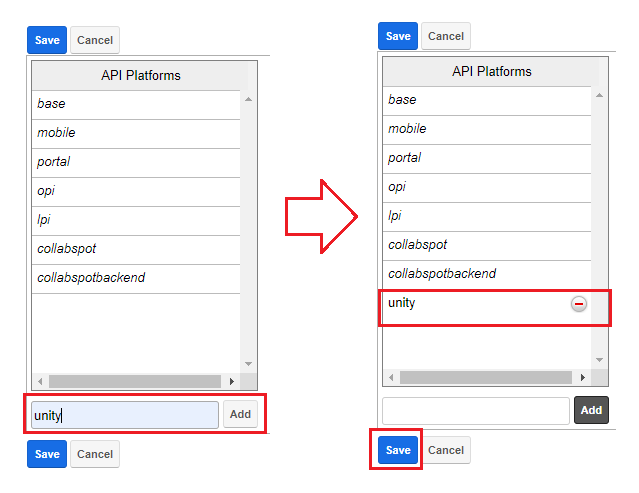 Save Cancel
API Platforms
base
mobile
portal
opi
lpi
collabspot
collabspotbackend
unity Add
Save Cancel
Save Cancel
API Platforms
base
mobile
portal
opi
lpi
collabspot
collabspotbackend
unity
Add
Save Cancel